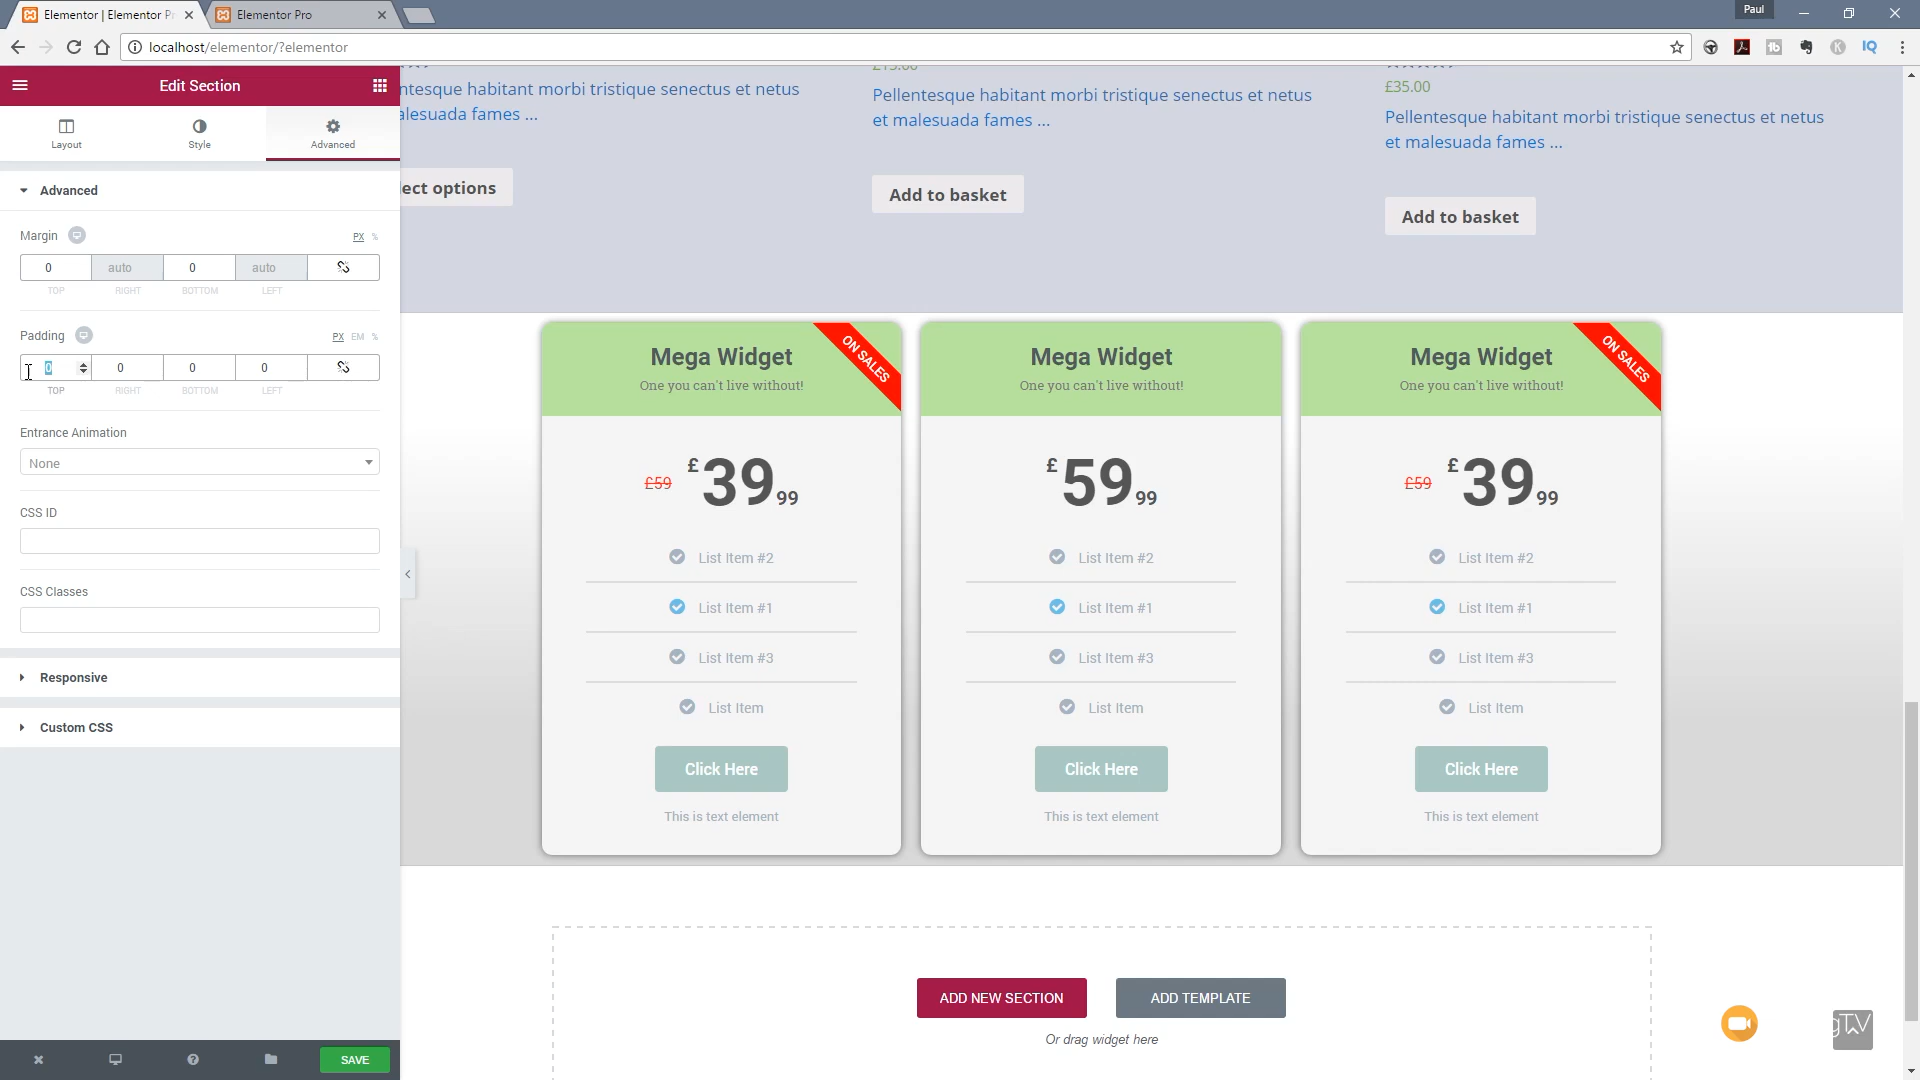 Elementor | Elementor Pr
Elementor Pro
Paul
localhost/elementor/?elementor
Edit Section
Layout
Style
Advanced
Advanced
Margin
PX %
0 auto 0 auto
TOP RIGHT BOTTOM LEFT
Padding
PX EM %
0 0 0 0
TOP RIGHT BOTTOM LEFT
Entrance Animation
None
CSS ID
CSS Classes
Responsive
Custom CSS
SAVE
ntesque habitant morbi tristique senectus et netus
alesuada fames ...
lect options
£15.00
Pellentesque habitant morbi tristique senectus et netus
et malesuada fames ...
Add to basket
£35.00
Pellentesque habitant morbi tristique senectus et netus
et malesuada fames ...
Add to basket
Mega Widget
One you can't live without!
ON SALES
£59 £39 99
List Item #2
List Item #1
List Item #3
List Item
Click Here
This is text element
Mega Widget
One you can't live without!
£59 99
List Item #2
List Item #1
List Item #3
List Item
Click Here
This is text element
Mega Widget
One you can't live without!
ON SALES
£59 £39 99
List Item #2
List Item #1
List Item #3
List Item
Click Here
This is text element
ADD NEW SECTION
ADD TEMPLATE
Or drag widget here
gTV